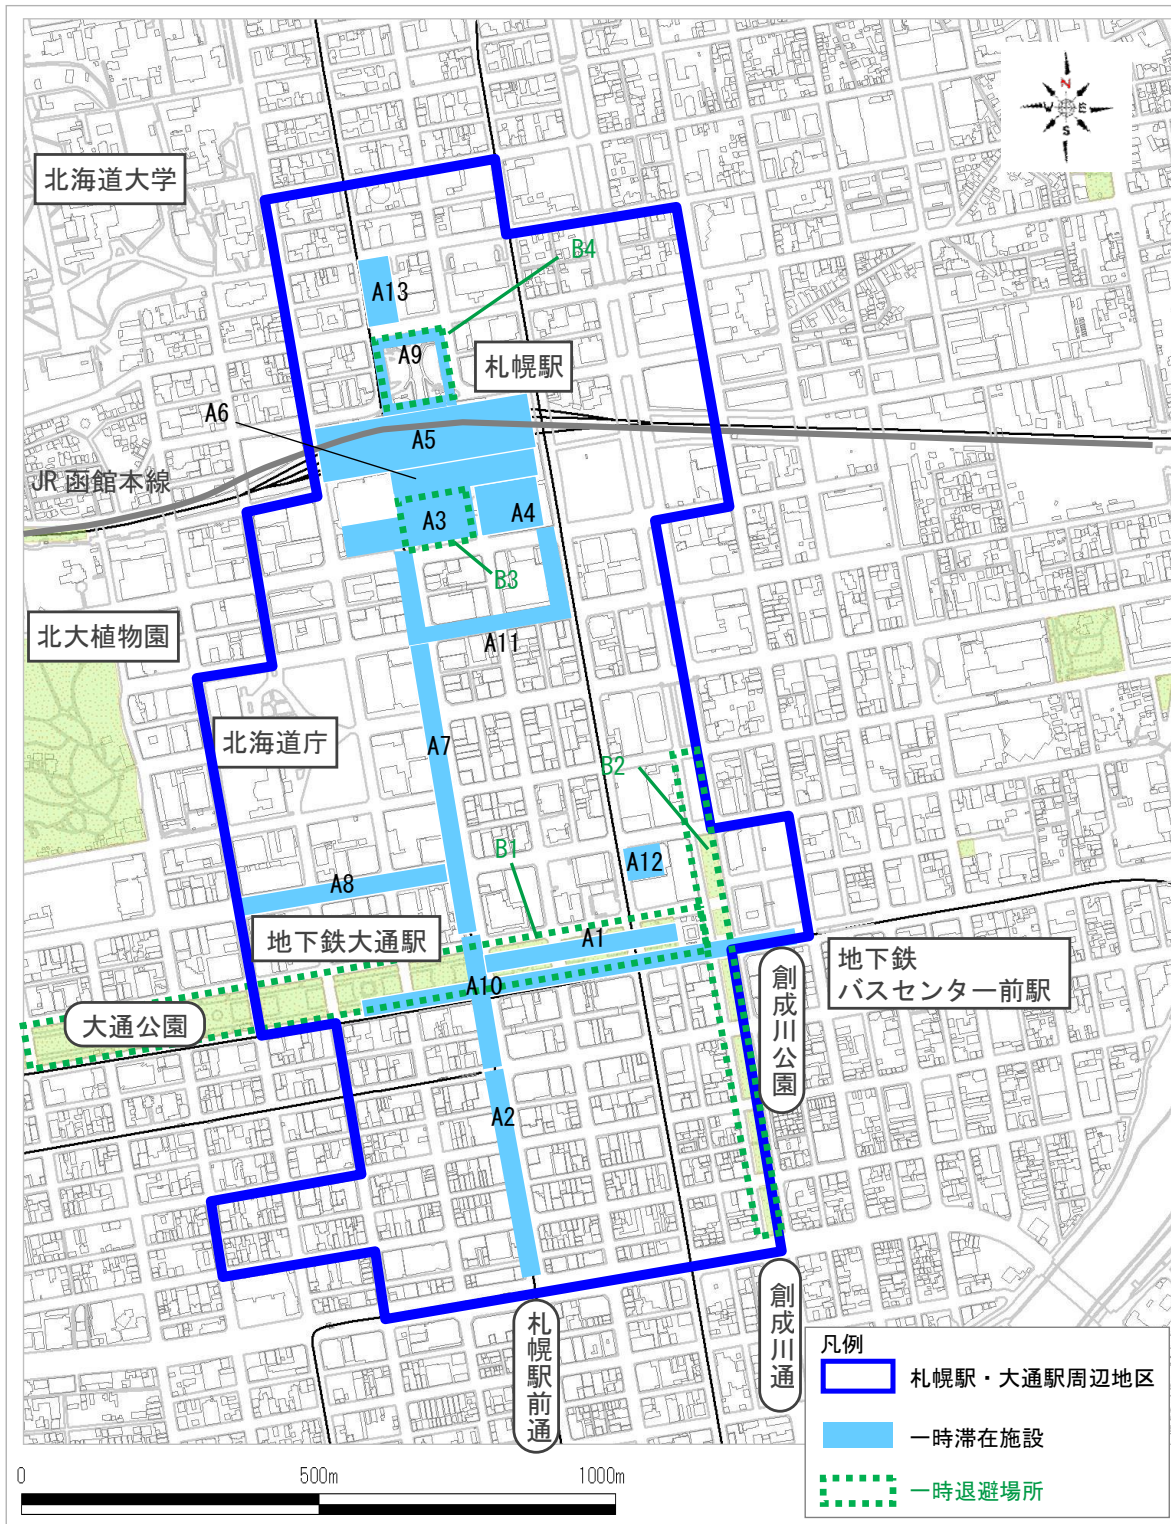 N
W
E
S
北海道大学
B4
A13
A9
札幌駅
A6
A5
JR 函館本線
A3
A4
B3
北大植物園
A11
北海道庁
A7
B2
B1
A12
A8
地下鉄大通駅
A1
地下鉄
バスセンター前駅
A10
大通公園
創成川公園
A2
札幌駅前通
創成川通
凡例
札幌駅・大通駅周辺地区
一時滞在施設
一時退避場所
0
500m
1000m